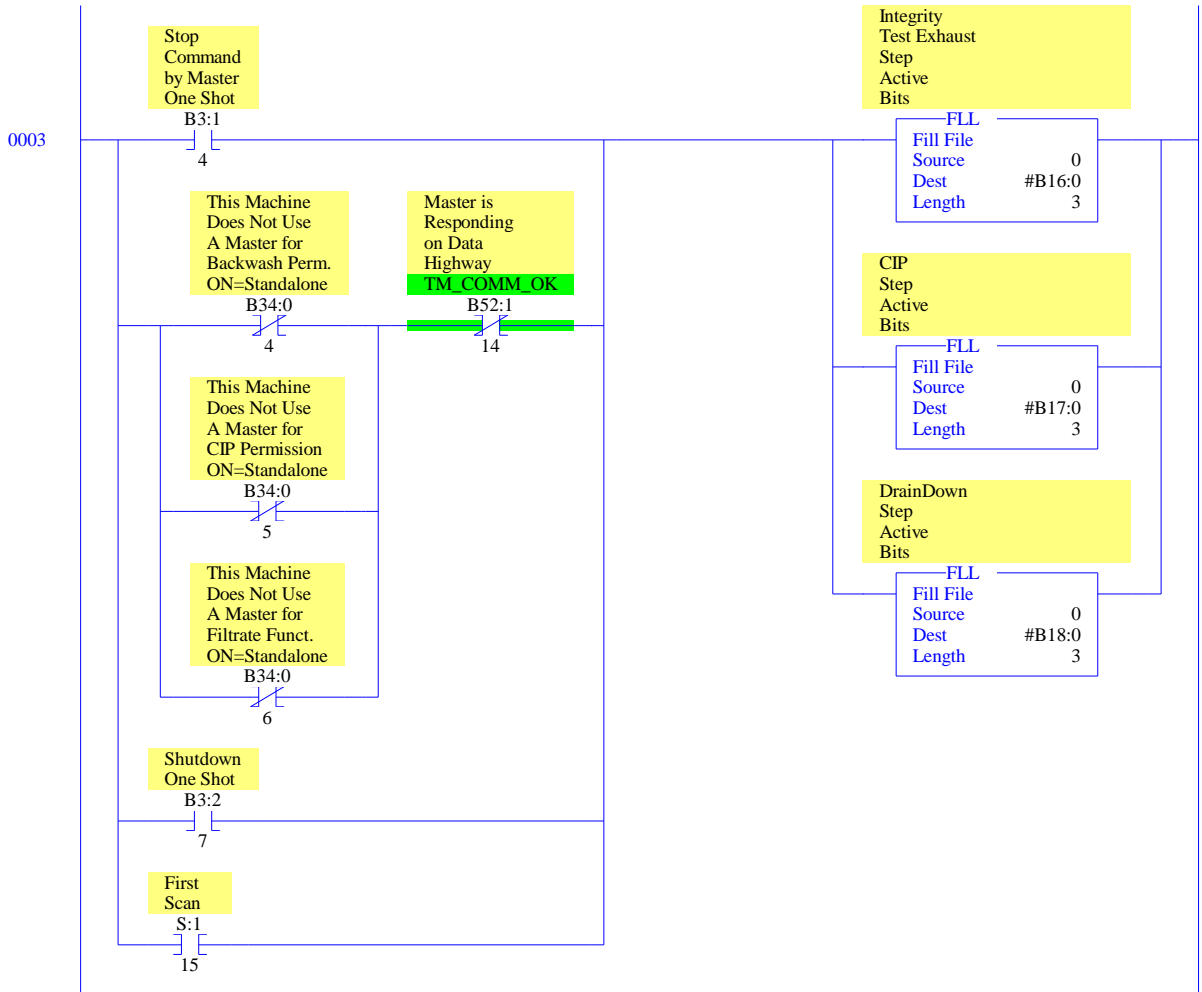 Stop
Command
by Master
One Shot
B3:1
4
0003
This Machine
Does Not Use
A Master for
Backwash Perm.
ON=Standalone
B34:0
4
Master is
Responding
on Data
Highway
TM_COMM_OK
B52:1
14
This Machine
Does Not Use
A Master for
CIP Permission
ON=Standalone
B34:0
5
This Machine
Does Not Use
A Master for
Filtrate Funct.
ON=Standalone
B34:0
6
Shutdown
One Shot
B3:2
7
First
Scan
S:1
15
Integrity
Test Exhaust
Step
Active
Bits
FLL
Fill File
Source 0
Dest #B16:0
Length 3
CIP
Step
Active
Bits
FLL
Fill File
Source 0
Dest #B17:0
Length 3
DrainDown
Step
Active
Bits
FLL
Fill File
Source 0
Dest #B18:0
Length 3